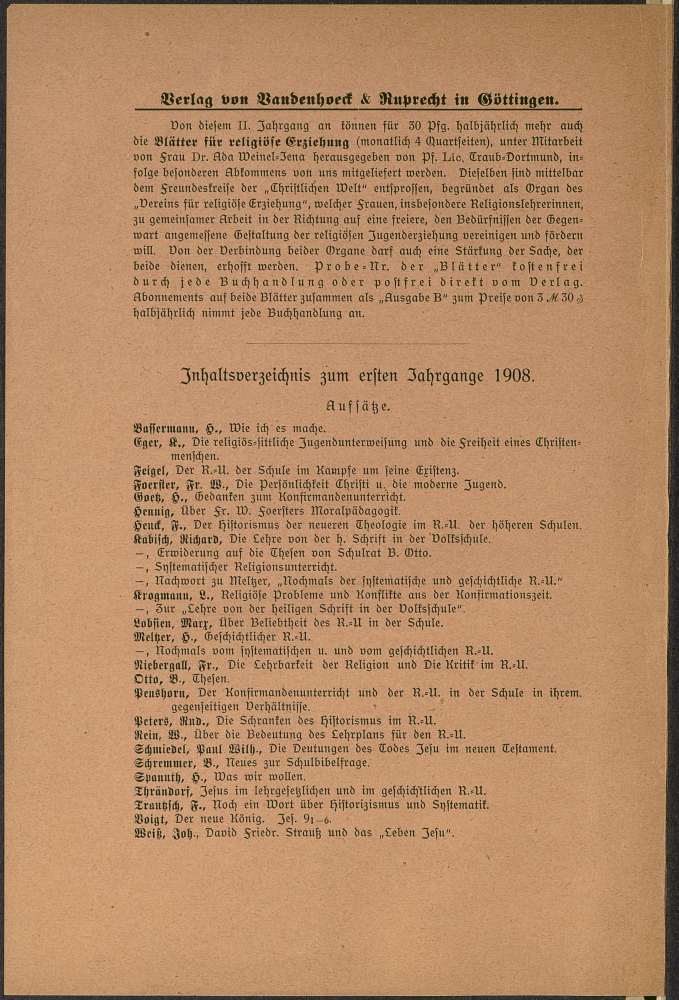 Verlag von Vandenhoeck & Ruprecht in Göttingen.
Von diesem II. Jahrgang an können für 30 Pfg. halbjährlich mehr auch
die Blätter für religiöse Erziehung (monatlich 4 Quartseiten), unter Mitarbeit
von Frau Dr. Ada Weinel-Jena herausgegeben von Pf. Lic. Traub-Dortmund, in-
folge besonderen Abkommens von uns mitgeliefert werden. Dieselben sind mittelbar
dem Freundeskreise der „Christlichen Welt“ entsprossen, begründet als Organ des
„Vereins für religiöse Erziehung“, welcher Frauen, insbesondere Religionslehrerinnen,
zu gemeinsamer Arbeit in der Richtung auf eine freiere, den Bedürfnissen der Gegen-
wart angemessene Gestaltung der religiösen Jugenderziehung vereinigen und fördern
will. Von der Verbindung beider Organe darf auch eine Stärkung der Sache, der
beide dienen, erhofft werden. Probe-Nr. der „Blätter“ kostenfrei
durch jede Buchhandlung oder postfrei direkt vom Verlag.
Abonnements auf beide Blätter zusammen als „Ausgabe B“ zum Preise von 3 ℳ 30 ₰
halbjährlich nimmt jede Buchhandlung an.
Inhaltsverzeichnis zum ersten Jahrgange 1908.
Aufsätze.
Bassermann, H., Wie ich es mache.
Eger, K., Die religiös-sittliche Jugendunterweisung und die Freiheit eines Christen-
menschen.
Feigel, Der R.-U. der Schule im Kampfe um seine Existenz.
Foerster, Fr. W., Die Persönlichkeit Christi u. die moderne Jugend.
Goetz, H., Gedanken zum Konfirmandenunterricht.
Hennig, Über Fr. W. Foersters Moralpädagogik.
Henck, F., Der Historismus der neueren Theologie im R.-U. der höheren Schulen.
Kabisch, Richard, Die Lehre von der h. Schrift in der Volksschule.
—, Erwiderung auf die Thesen von Schulrat B. Otto.
—, Systematischer Religionsunterricht.
—, Nachwort zu Meltzer, „Nochmals der systematische und geschichtliche R.-U.“
Krogmann, L., Religiöse Probleme und Konflikte aus der Konfirmationszeit.
—, Zur „Lehre von der heiligen Schrift in der Volksschule“.
Lobsien, Marx, Über Beliebtheit des R.-U in der Schule.
Meltzer, H., Geschichtlicher R.-U.
—, Nochmals vom systematischen u. und vom geschichtlichen R.-U.
Niebergall, Fr., Die Lehrbarkeit der Religion und Die Kritik im R.-U.
Otto, B., Thesen.
Penshorn, Der Konfirmandenunterricht und der R.-U. in der Schule in ihrem.
gegenseitigen Verhältnisse.
Peters, Rud., Die Schranken des Historismus im R.-U.
Rein, W., Über die Bedeutung des Lehrplans für den R.-U.
Schmiedel, Paul Wilh., Die Deutungen des Todes Jesu im neuen Testament.
Schremmer, B., Neues zur Schulbibelfrage.
Spanuth, H., Was wir wollen.
Thrändorf, Jesus im lehrgesetzlichen und im geschichtlichen R.-U.
Trautzsch, F., Noch ein Wort über Historizismus und Systematik.
Voigt, Der neue König. Jes. 91—6.
Weiß, Joh., David Friedr. Strauß und das „Leben Jesu“.